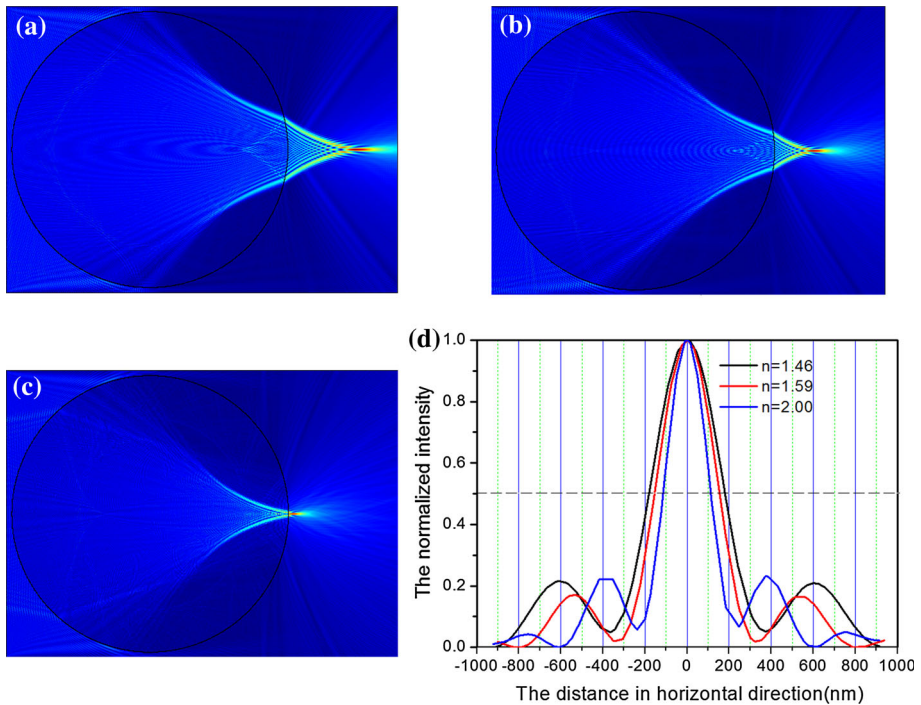 (a)
(b)
(c)
(d)
The normalized intensity
1.0
0.8
0.6
0.4
0.2
0.0
n=1.46
n=1.59
n=2.00
-1000 -800 -600 -400 -200 0 200 400 600 800 1000
The distance in horizontal direction(nm)